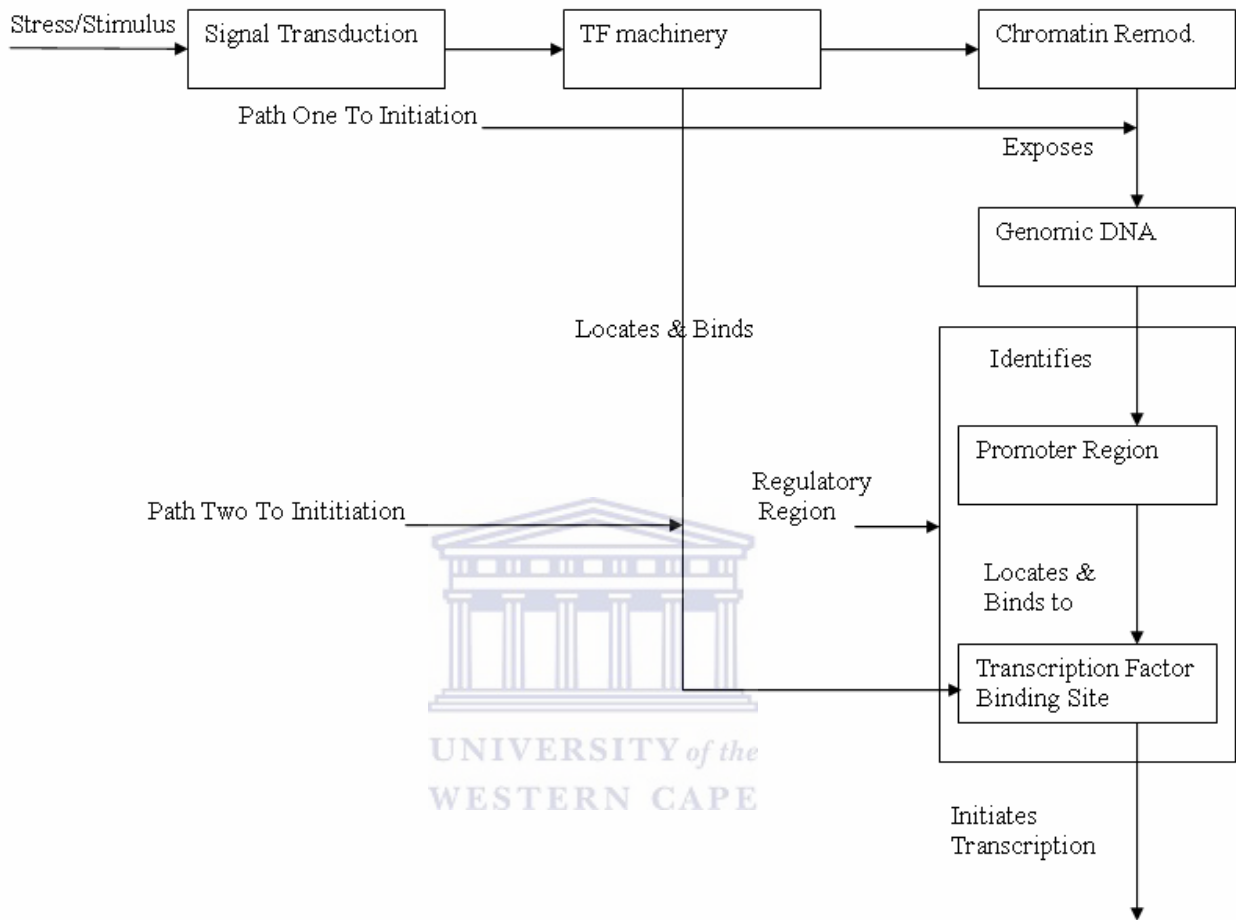 Stress/Stimulus
Signal Transduction
TF machinery
Chromatin Remod.
Path One To Initiation
Exposes
Genomic DNA
Locates & Binds
Identifies
Promoter Region
Regulatory
Region
Path Two To Inititiation
Locates &
Binds to
Transcription Factor
Binding Site
UNIVERSITY of the
WESTERN CAPE
Initiates
Transcription